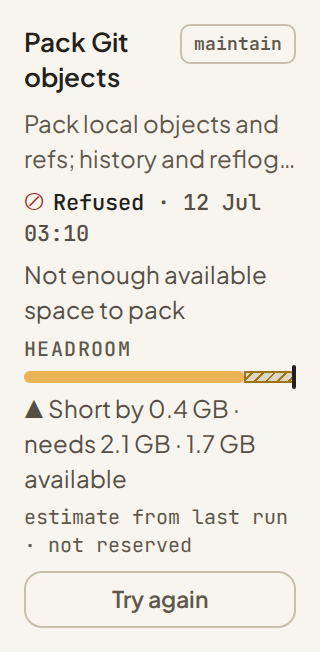 Pack Git
objects
maintain
Pack local objects and
refs; history and reflog…
Refused · 12 Jul
03:10
Not enough available
space to pack
HEADROOM
▲ Short by 0.4 GB ·
needs 2.1 GB · 1.7 GB
available
estimate from last run
· not reserved
Try again